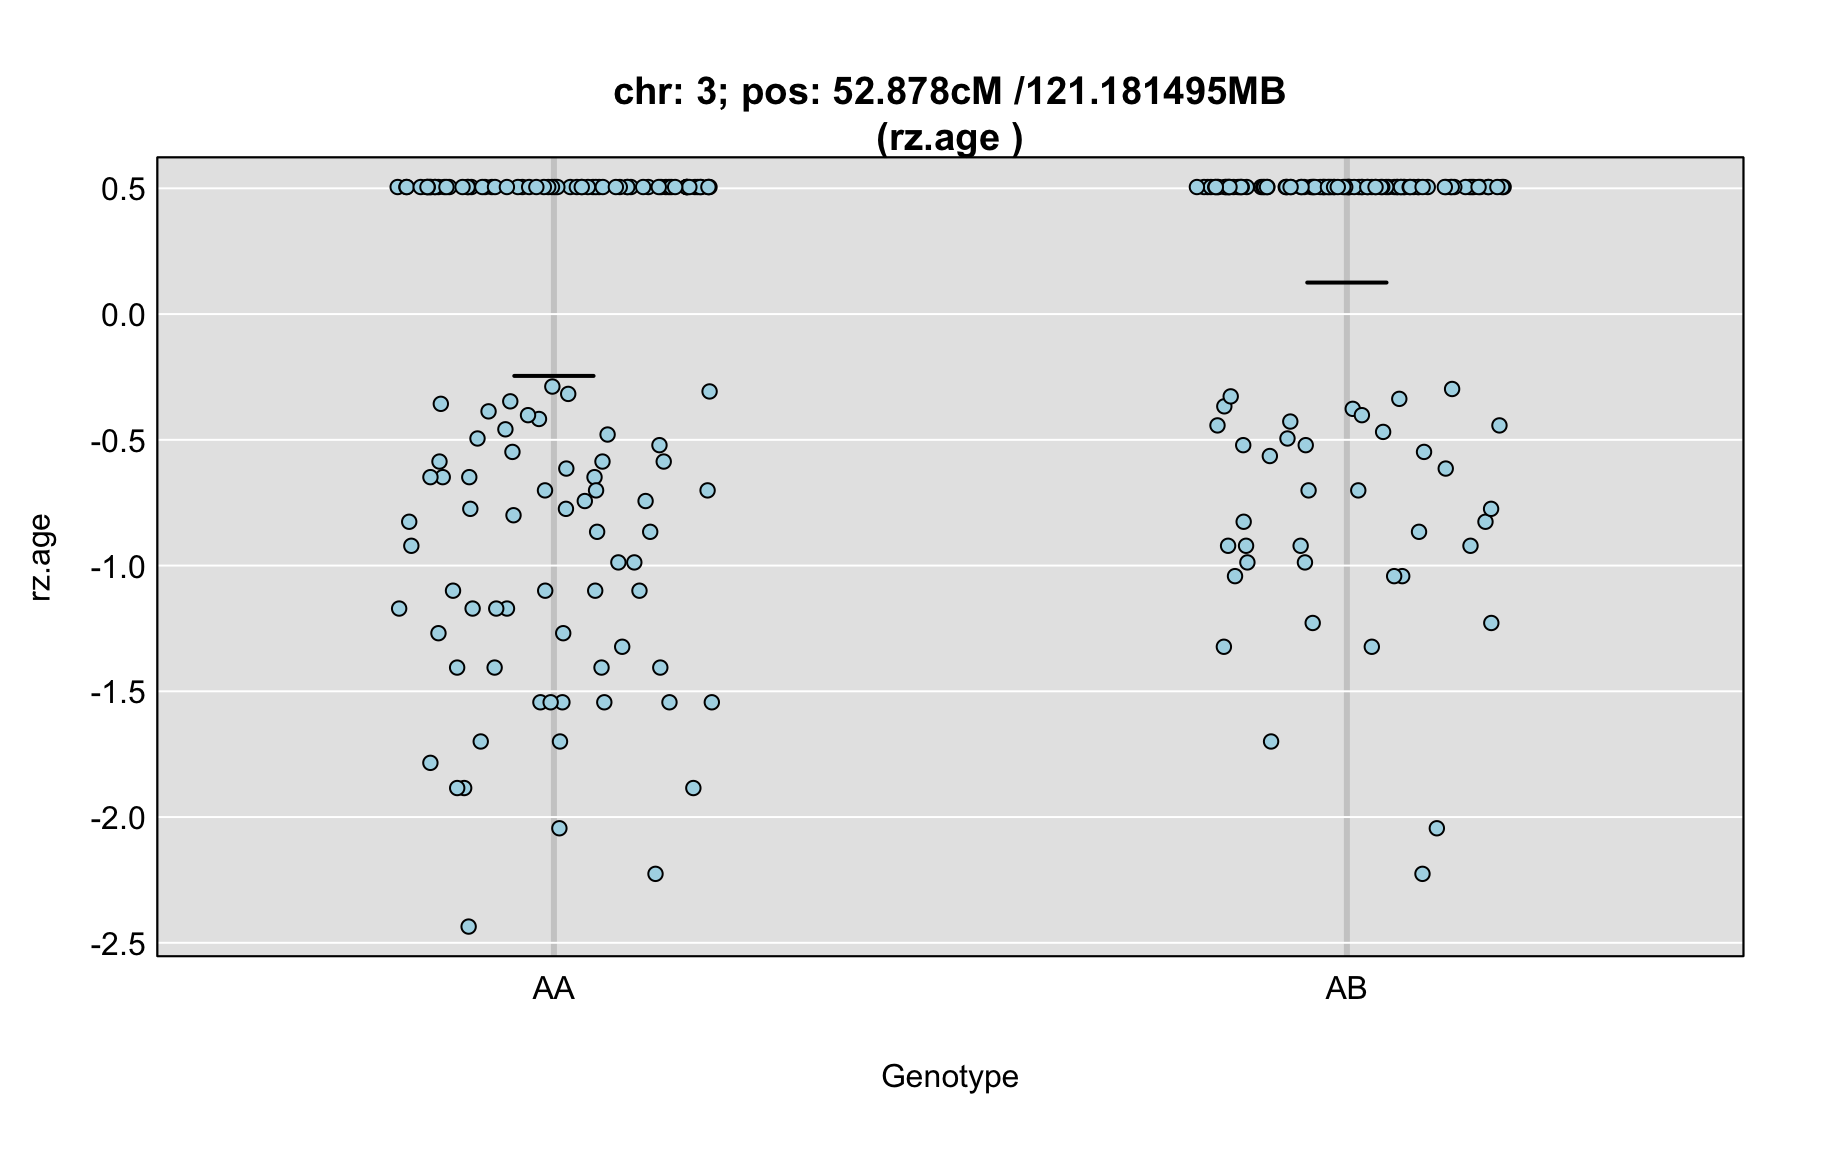 chr: 3; pos: 52.878cM /121.181495MB
(rz.age )
0.5
0.0
-0.5
-1.0
-1.5
-2.0
-2.5
rz.age
AA
AB
Genotype